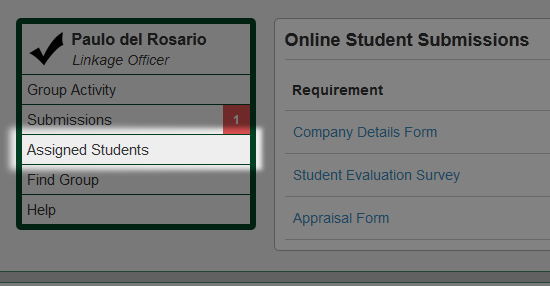 Paulo del Rosario
Linkage Officer
Group Activity
Submissions 1
Assigned Students
Find Group
Help
Online Student Submissions
Requirement
Company Details Form
Student Evaluation Survey
Appraisal Form